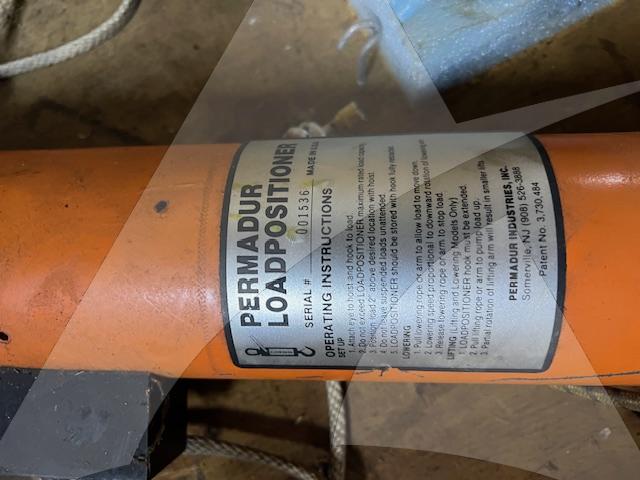 PERMADUR
LOADPOSITIONER
SERIAL # 001536 MADE IN U.S.A.
OPERATING INSTRUCTIONS
SET UP
1. Attach eye to hoist and hook to load.
2. Do not exceed LOADPOSITIONER, maximum rated load capacity.
3. Position load 2" above desired location with hoist.
4. Do not leave suspended loads unattended.
LOADPOSITIONER should be stored with hook fully retracted.
LOWERING
1. Pull lowering rope or arm to allow load to move down.
2. Lowering speed proportional to downward rotation of lowering
3. Release lowering rope or arm to stop load.
LIFTING (Lifting and Lowering Models Only)
1. LOADPOSITIONER hook must be extended.
2. Pull lifting rope or arm to pump load up.
3. Partial rotation of lifting arm will result in smaller lifts
PERMADUR INDUSTRIES, INC.
Somerville, NJ (908) 526-3888
Patent No. 3,730,484